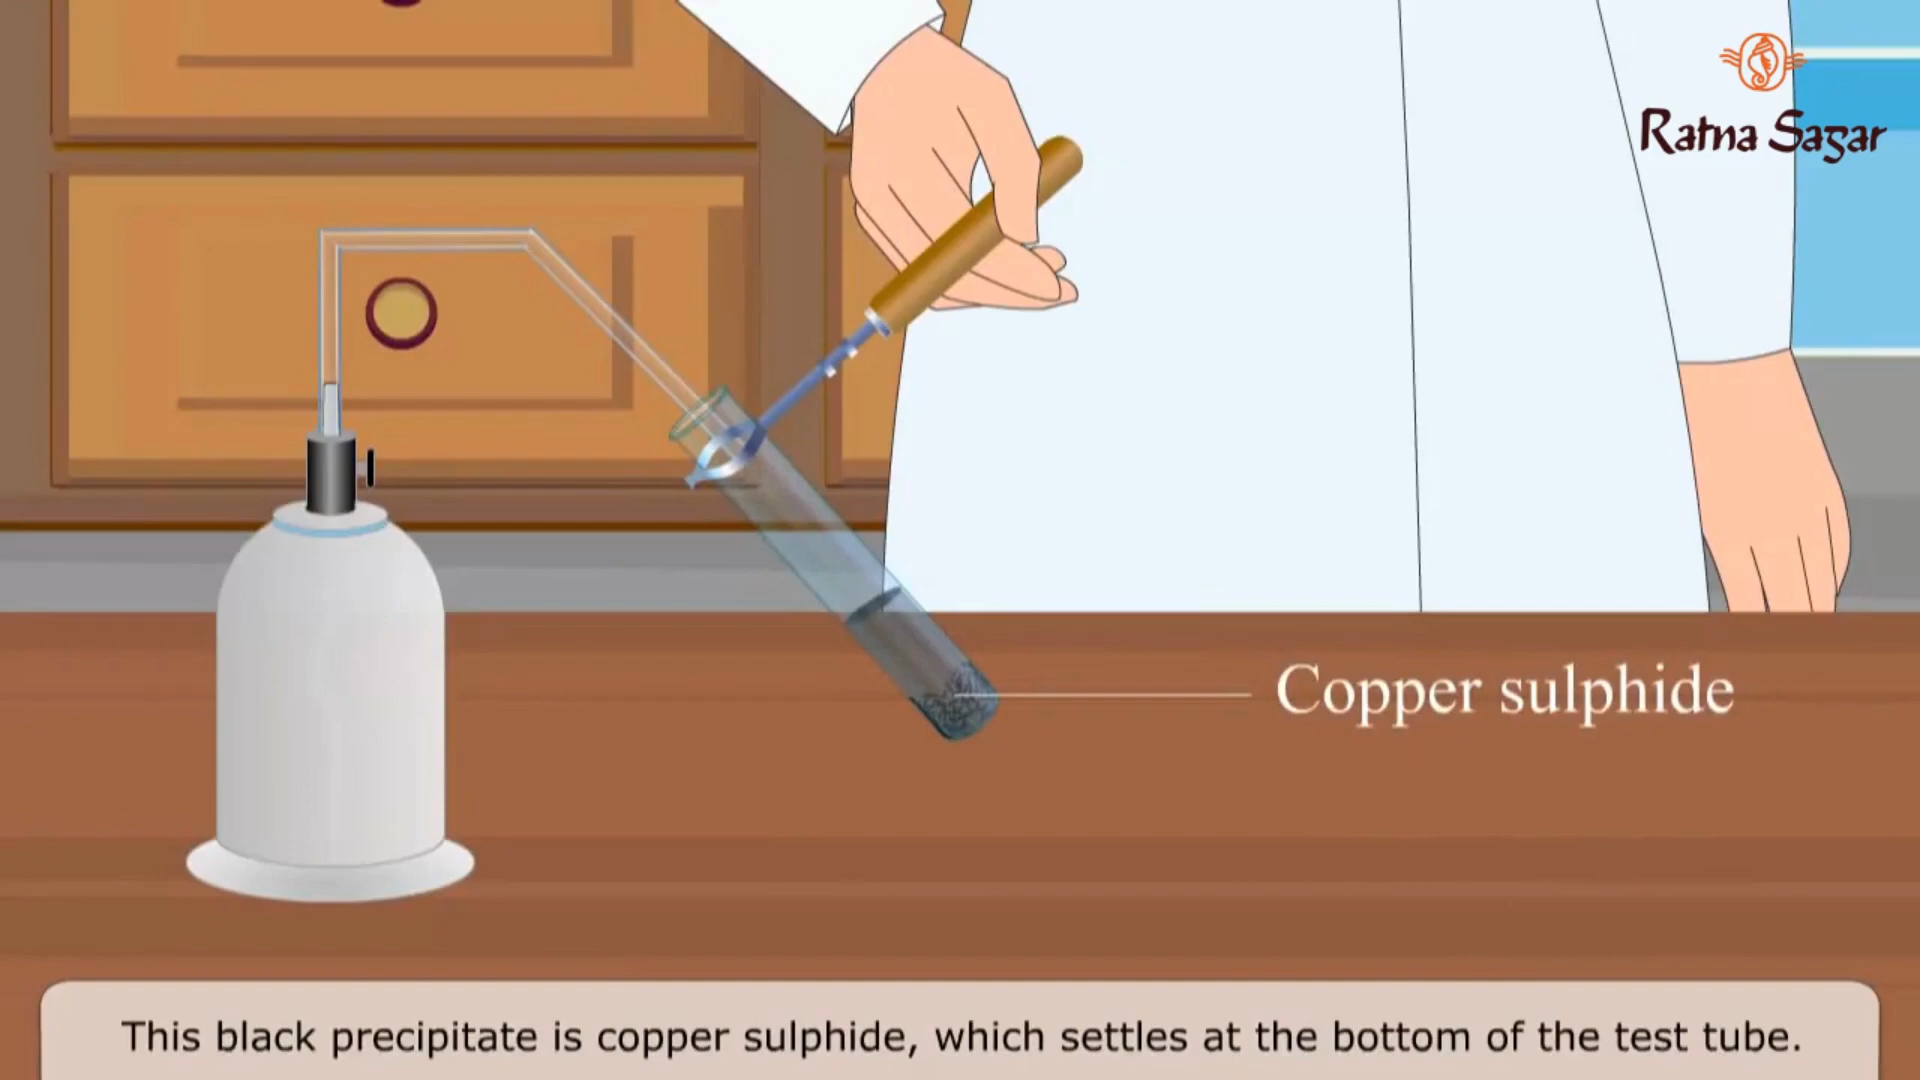 Ratna Sagar
Copper sulphide
This black precipitate is copper sulphide, which settles at the bottom of the test tube.